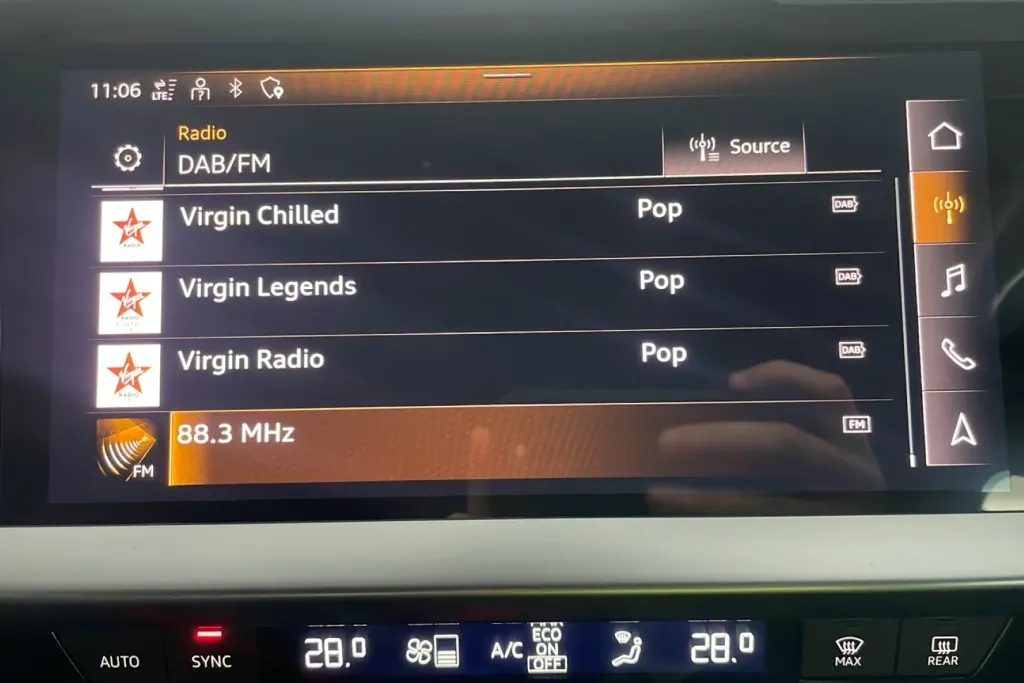 11:06 LTE
Radio
DAB/FM
Source
Virgin Chilled Pop DAB
Virgin Legends Pop DAB
Virgin Radio Pop DAB
88.3 MHz FM
FM
AUTO
SYNC
28.0
A/C
ECO
ON
OFF
28.0
MAX
REAR